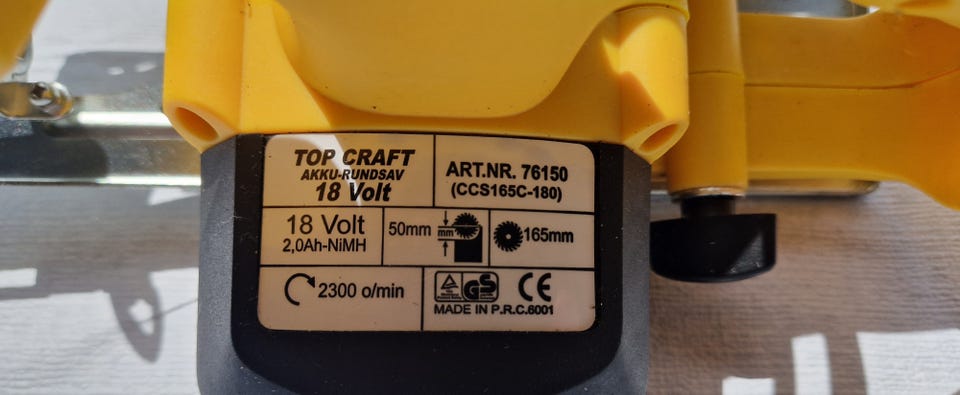 TOP CRAFT
AKKU-RUNDSAV
18 Volt
ART.NR. 76150
(CCS165C-180)
18 Volt
2,0Ah-NiMH
50mm
mm
165mm
2300 o/min
GS
CE
MADE IN P.R.C.6001